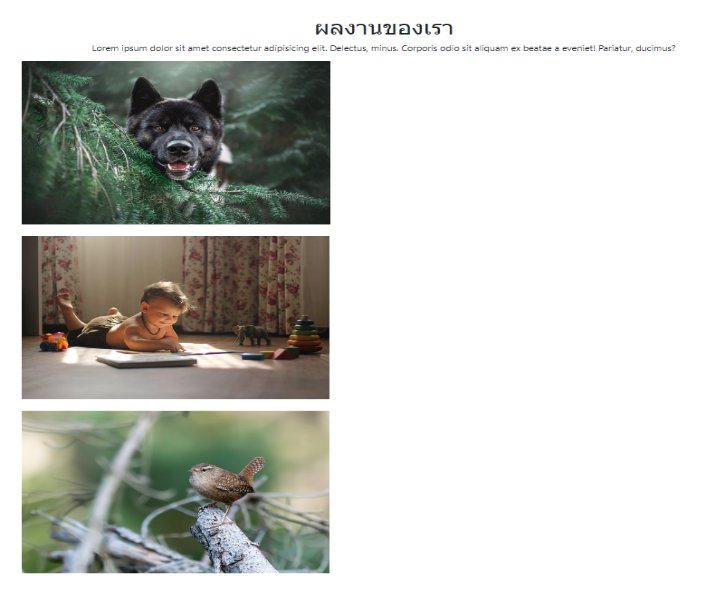 ผลงานของเรา
Lorem ipsum dolor sit amet consectetur adipisicing elit. Delectus, minus. Corporis odio sit aliquam ex beatae a eveniet! Pariatur, ducimus?